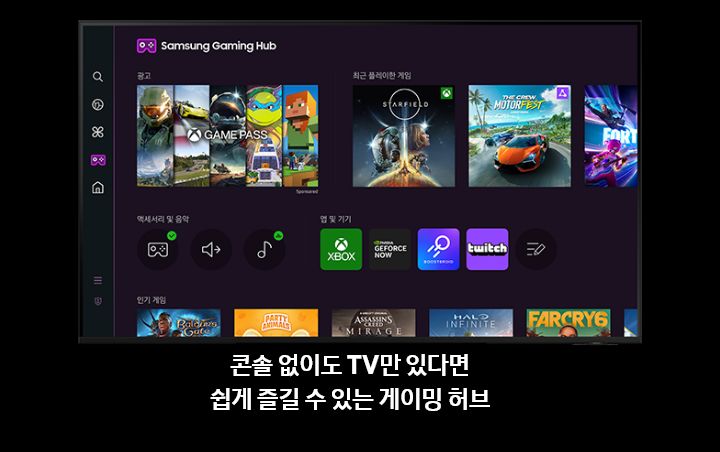 Samsung Gaming Hub
광고
최근 플레이한 게임
XBOX GAME PASS
Sponsored
STARFIELD
THE CREW
MOTORFEST
FORT
액세서리 및 음악
앱 및 기기
XBOX
NVIDIA
GEFORCE
NOW
BOOSTEROID
twitch
인기 게임
Baldur's
Gate
PARTY
ANIMALS
ASSASSIN'S
CREED
MIRAGE
HALO
INFINITE
FARCRY6
콘솔 없이도 TV만 있다면
쉽게 즐길 수 있는 게이밍 허브